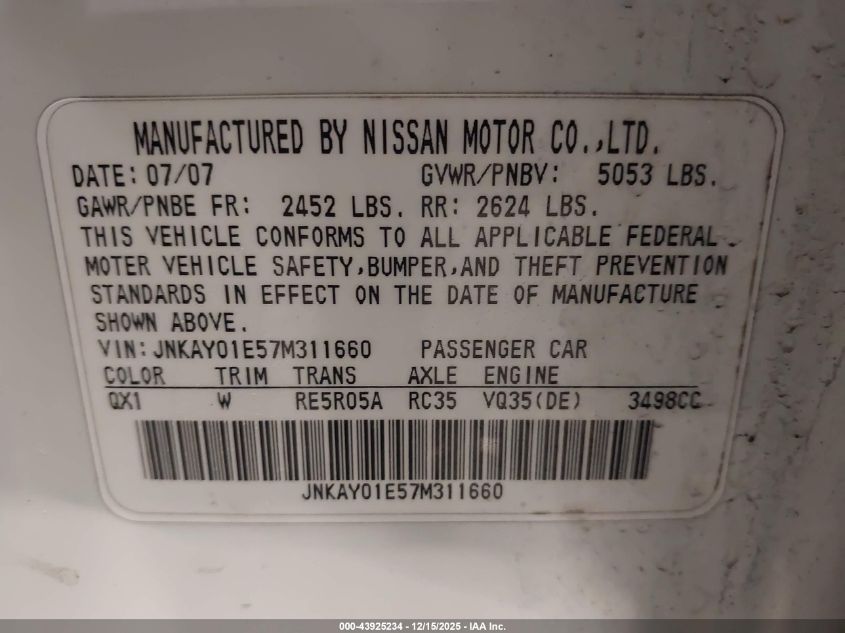 MANUFACTURED BY NISSAN MOTOR CO.,LTD.
DATE: 07/07 GVWR/PNBV: 5053 LBS.
GAWR/PNBE FR: 2452 LBS. RR: 2624 LBS.
THIS VEHICLE CONFORMS TO ALL APPLICABLE FEDERAL
MOTER VEHICLE SAFETY,BUMPER,AND THEFT PREVENTION
STANDARDS IN EFFECT ON THE DATE OF MANUFACTURE
SHOWN ABOVE.
VIN: JNKAY01E57M311660 PASSENGER CAR
COLOR TRIM TRANS AXLE ENGINE
QX1 W RE5R05A RC35 VQ35(DE) 3498CC
JNKAY01E57M311660
000-43925234 - 12/15/2025 - IAA Inc.